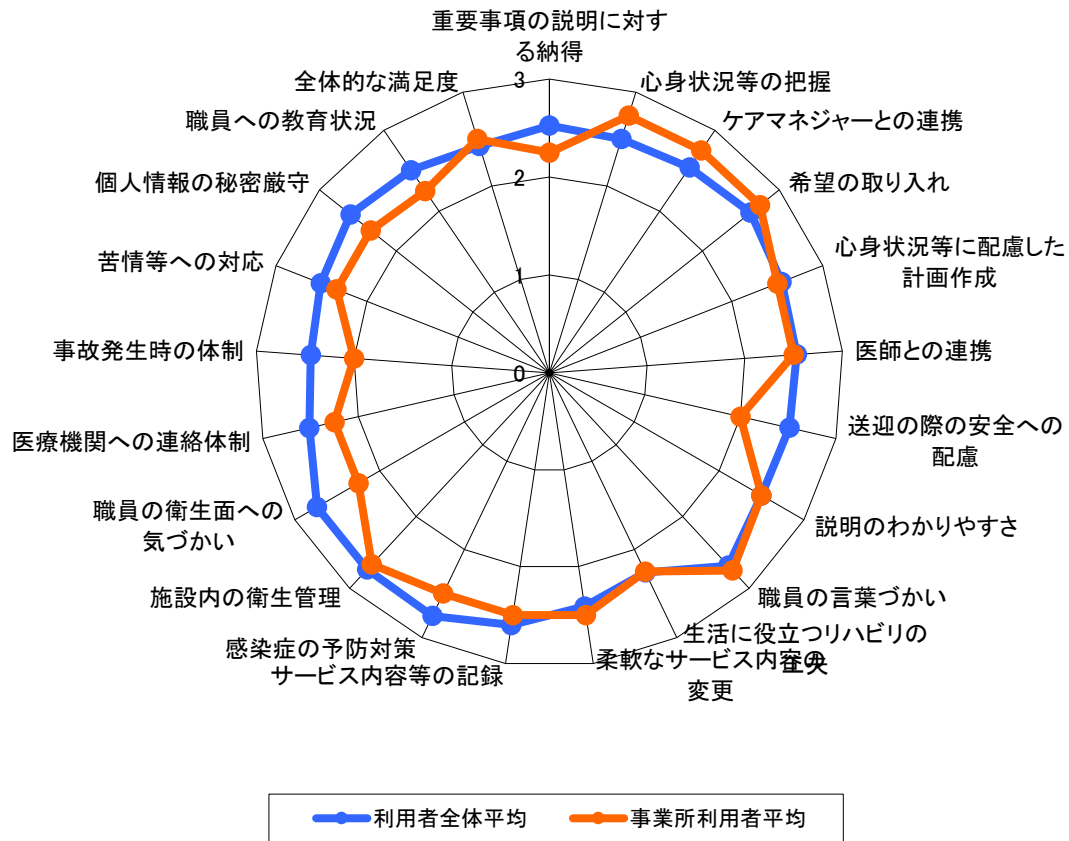 重要事項の説明に対す
る納得
心身状況等の把握
ケアマネジャーとの連携
希望の取り入れ
心身状況等に配慮した
計画作成
医師との連携
送迎の際の安全への
配慮
説明のわかりやすさ
職員の言葉づかい
生活に役立つリハビリの
柔軟なサービス内容の
変更
サービス内容等の記録
感染症の予防対策
施設内の衛生管理
職員の衛生面への
気づかい
医療機関への連絡体制
事故発生時の体制
苦情等への対応
個人情報の秘密厳守
職員への教育状況
全体的な満足度
3
2
1
0
利用者全体平均
事業所利用者平均